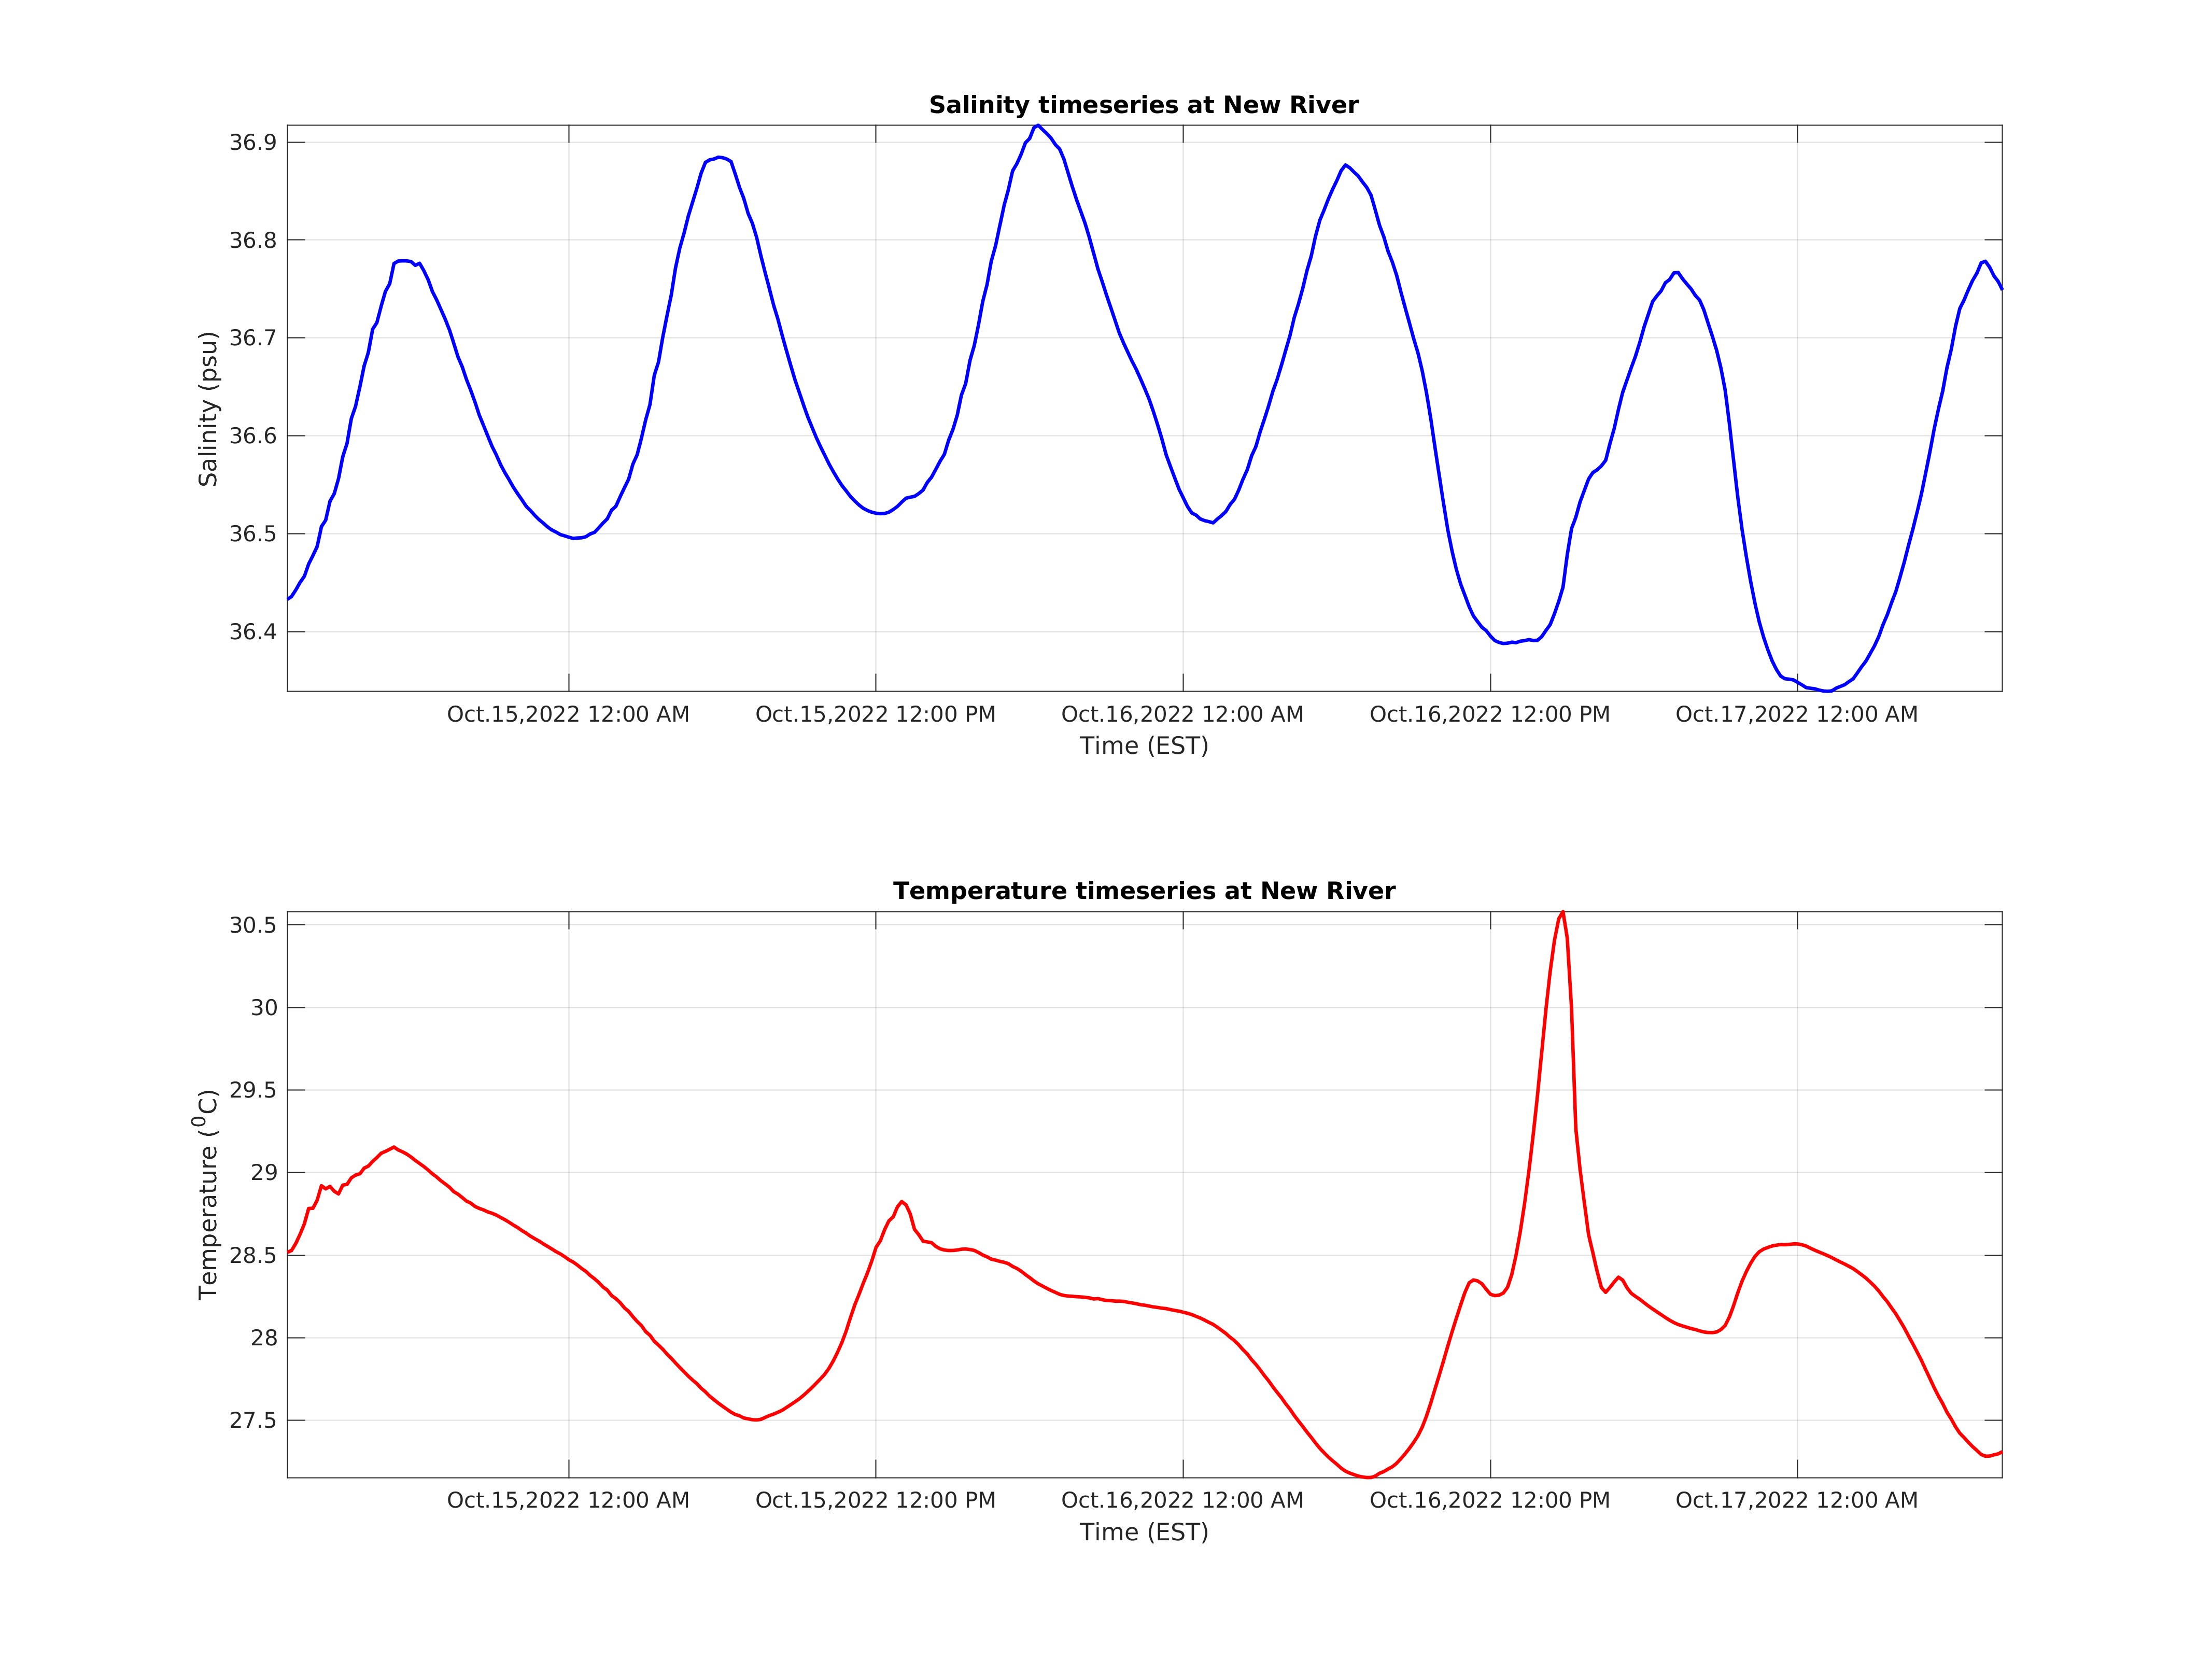 Salinity timeseries at New River
36.9
36.8
36.7
36.6
36.5
36.4
Salinity (psu)
Oct.15,2022 12:00 AM Oct.15,2022 12:00 PM Oct.16,2022 12:00 AM Oct.16,2022 12:00 PM Oct.17,2022 12:00 AM
Time (EST)
Temperature timeseries at New River
30.5
30
29.5
29
28.5
28
27.5
Temperature (⁰C)
Oct.15,2022 12:00 AM Oct.15,2022 12:00 PM Oct.16,2022 12:00 AM Oct.16,2022 12:00 PM Oct.17,2022 12:00 AM
Time (EST)